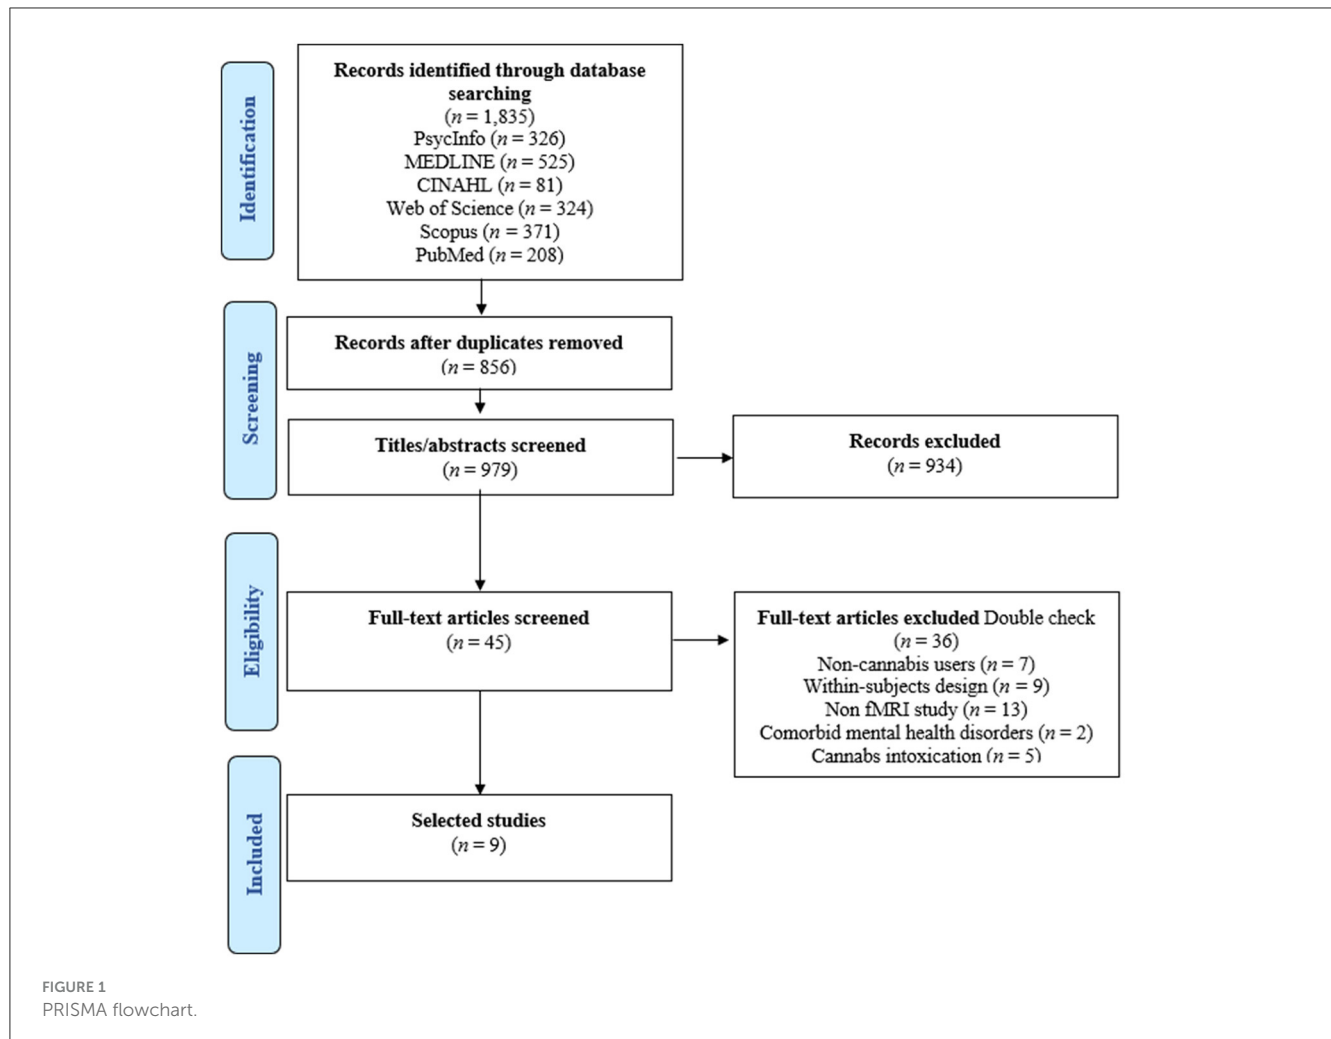 Identification
Records identified through database
searching
(n = 1,835)
PsycInfo (n = 326)
MEDLINE (n = 525)
CINAHL (n = 81)
Web of Science (n = 324)
Scopus (n = 371)
PubMed (n = 208)
Screening
Records after duplicates removed
(n = 856)
Titles/abstracts screened
(n = 979)
Records excluded
(n = 934)
Eligibility
Full-text articles screened
(n = 45)
Full-text articles excluded Double check
(n = 36)
Non-cannabis users (n = 7)
Within-subjects design (n = 9)
Non fMRI study (n = 13)
Comorbid mental health disorders (n = 2)
Cannabs intoxication (n = 5)
Included
Selected studies
(n = 9)
FIGURE 1
PRISMA flowchart.